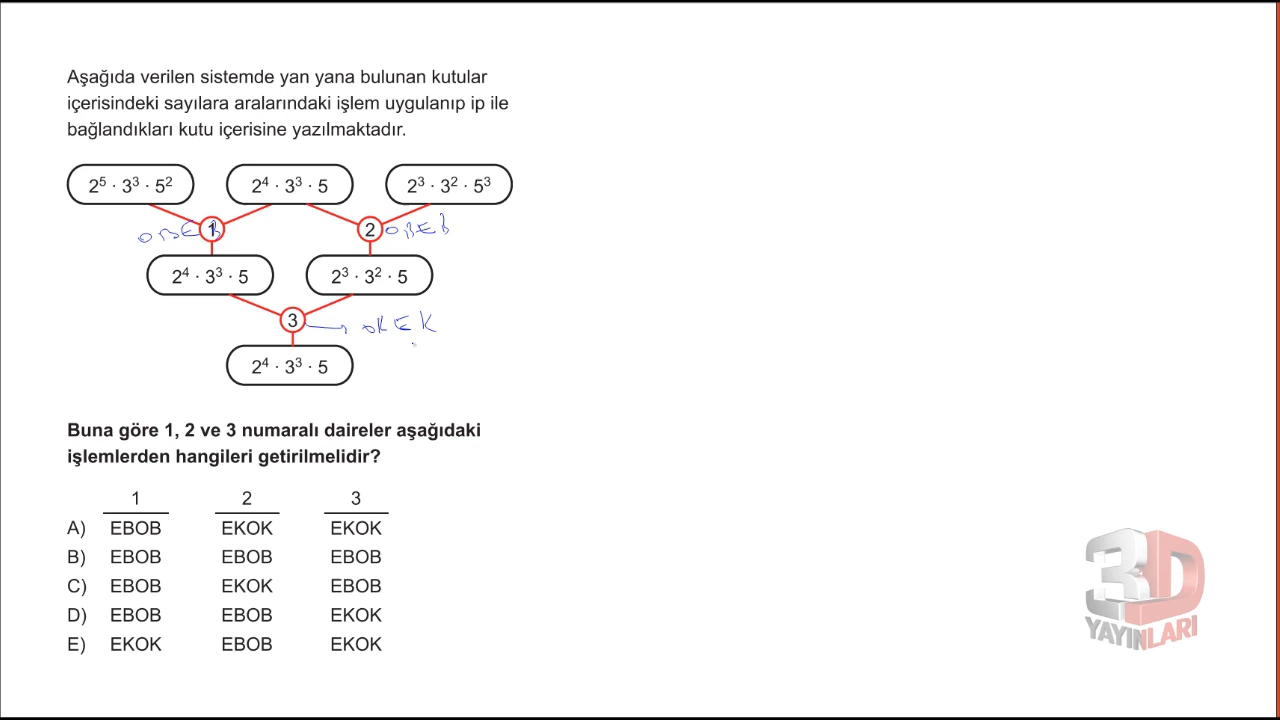 Aşağıda verilen sistemde yan yana bulunan kutular
içerisindeki sayılara aralarındaki işlem uygulanıp ip ile
bağlandıkları kutu içerisine yazılmaktadır.
2⁵ · 3³ · 5² 2⁴ · 3³ · 5 2³ · 3² · 5³
OBEB 1 2 OBEB
2⁴ · 3³ · 5 2³ · 3² · 5
3 → OKEK
2⁴ · 3³ · 5
Buna göre 1, 2 ve 3 numaralı daireler aşağıdaki
işlemlerden hangileri getirilmelidir?
1 2 3
A) EBOB EKOK EKOK
B) EBOB EBOB EBOB
C) EBOB EKOK EBOB
D) EBOB EBOB EKOK
E) EKOK EBOB EKOK
3D
YAYINLARI